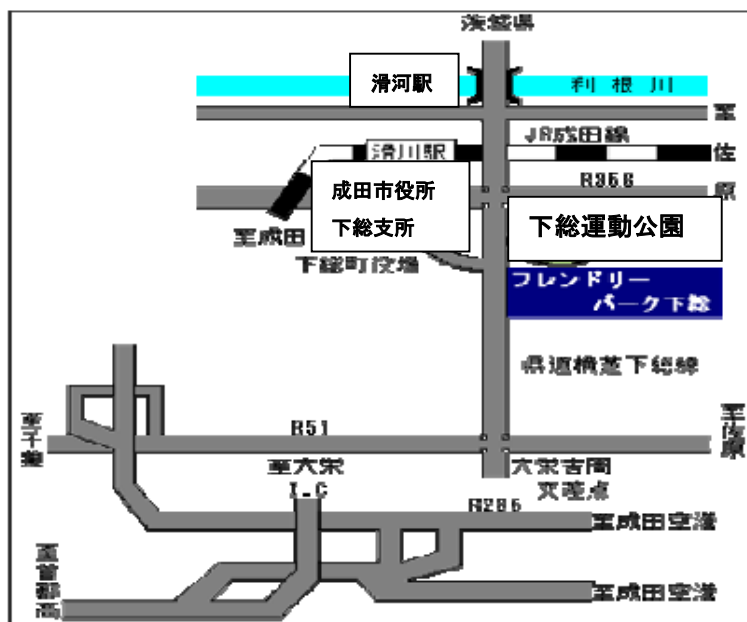 茨城県
滑河駅
利根川
至佐原
JR成田線
滑川駅
R356
成田市役所
下総支所
至成田
下総運動公園
下総町役場
フレンドリー
パーク下総
県道横芝下総線
至千葉
R51
至佐原
至大栄
I.C
大栄吉岡
交差点
R295
至成田空港
至首都高
至成田空港